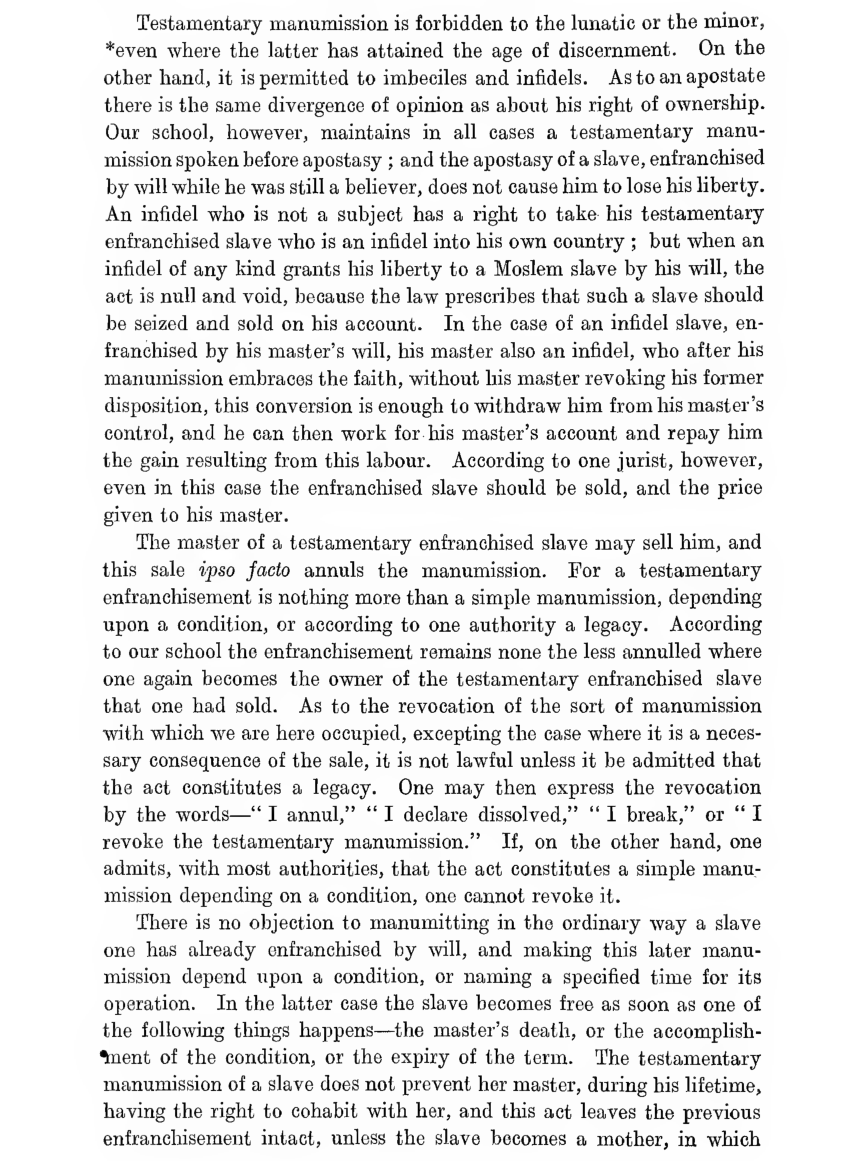 Testamentary manumission is forbidden to the lunatic or the minor,
*even where the latter has attained the age of discernment. On the
other hand, it is permitted to imbeciles and infidels. As to an apostate
there is the same divergence of opinion as about his right of ownership.
Our school, however, maintains in all cases a testamentary manu-
mission spoken before apostasy ; and the apostasy of a slave, enfranchised
by will while he was still a believer, does not cause him to lose his liberty.
An infidel who is not a subject has a right to take his testamentary
enfranchised slave who is an infidel into his own country ; but when an
infidel of any kind grants his liberty to a Moslem slave by his will, the
act is null and void, because the law prescribes that such a slave should
be seized and sold on his account. In the case of an infidel slave, en-
franchised by his master's will, his master also an infidel, who after his
manumission embraces the faith, without his master revoking his former
disposition, this conversion is enough to withdraw him from his master's
control, and he can then work for his master's account and repay him
the gain resulting from this labour. According to one jurist, however,
even in this case the enfranchised slave should be sold, and the price
given to his master.
The master of a testamentary enfranchised slave may sell him, and
this sale ipso facto annuls the manumission. For a testamentary
enfranchisement is nothing more than a simple manumission, depending
upon a condition, or according to one authority a legacy. According
to our school the enfranchisement remains none the less annulled where
one again becomes the owner of the testamentary enfranchised slave
that one had sold. As to the revocation of the sort of manumission
with which we are here occupied, excepting the case where it is a neces-
sary consequence of the sale, it is not lawful unless it be admitted that
the act constitutes a legacy. One may then express the revocation
by the words—“ I annul,” “ I declare dissolved,” “ I break,” or “ I
revoke the testamentary manumission.” If, on the other hand, one
admits, with most authorities, that the act constitutes a simple manu-
mission depending on a condition, one cannot revoke it.
There is no objection to manumitting in the ordinary way a slave
one has already enfranchised by will, and making this later manu-
mission depend upon a condition, or naming a specified time for its
operation. In the latter case the slave becomes free as soon as one of
the following things happens—the master's death, or the accomplish-
ment of the condition, or the expiry of the term. The testamentary
manumission of a slave does not prevent her master, during his lifetime,
having the right to cohabit with her, and this act leaves the previous
enfranchisement intact, unless the slave becomes a mother, in which